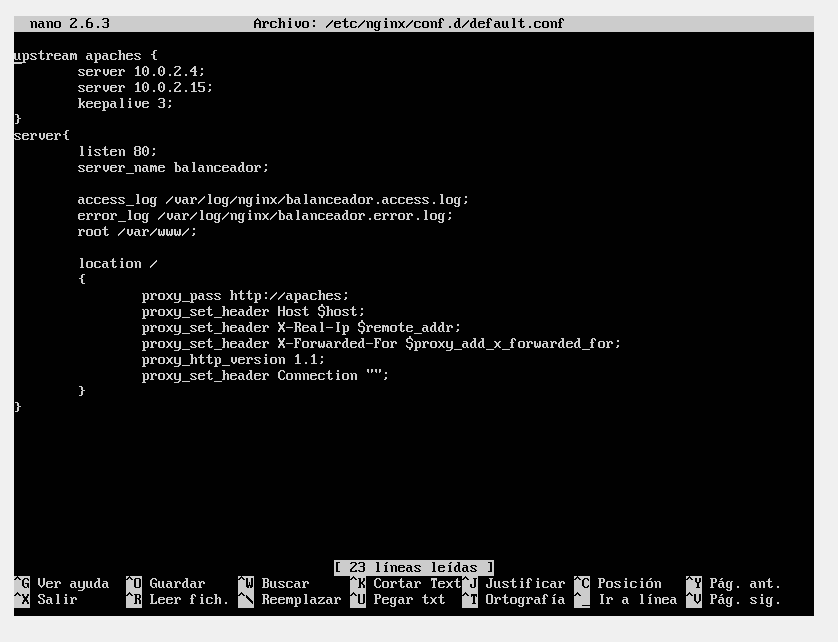 nano 2.6.3 Archivo: /etc/nginx/conf.d/default.conf
upstream apaches {
server 10.0.2.4;
server 10.0.2.15;
keepalive 3;
}
server{
listen 80;
server_name balanceador;
access_log /var/log/nginx/balanceador.access.log;
error_log /var/log/nginx/balanceador.error.log;
root /var/www/;
location /
{
proxy_pass http://apaches;
proxy_set_header Host $host;
proxy_set_header X-Real-Ip $remote_addr;
proxy_set_header X-Forwarded-For $proxy_add_x_forwarded_for;
proxy_http_version 1.1;
proxy_set_header Connection "";
}
}
[ 23 líneas leídas ]
^G Ver ayuda ^O Guardar ^W Buscar ^K Cortar Text ^J Justificar ^C Posición ^Y Pág. ant.
^X Salir ^R Leer fich. ^\ Reemplazar ^U Pegar txt ^T Ortografía ^_ Ir a línea ^V Pág. sig.